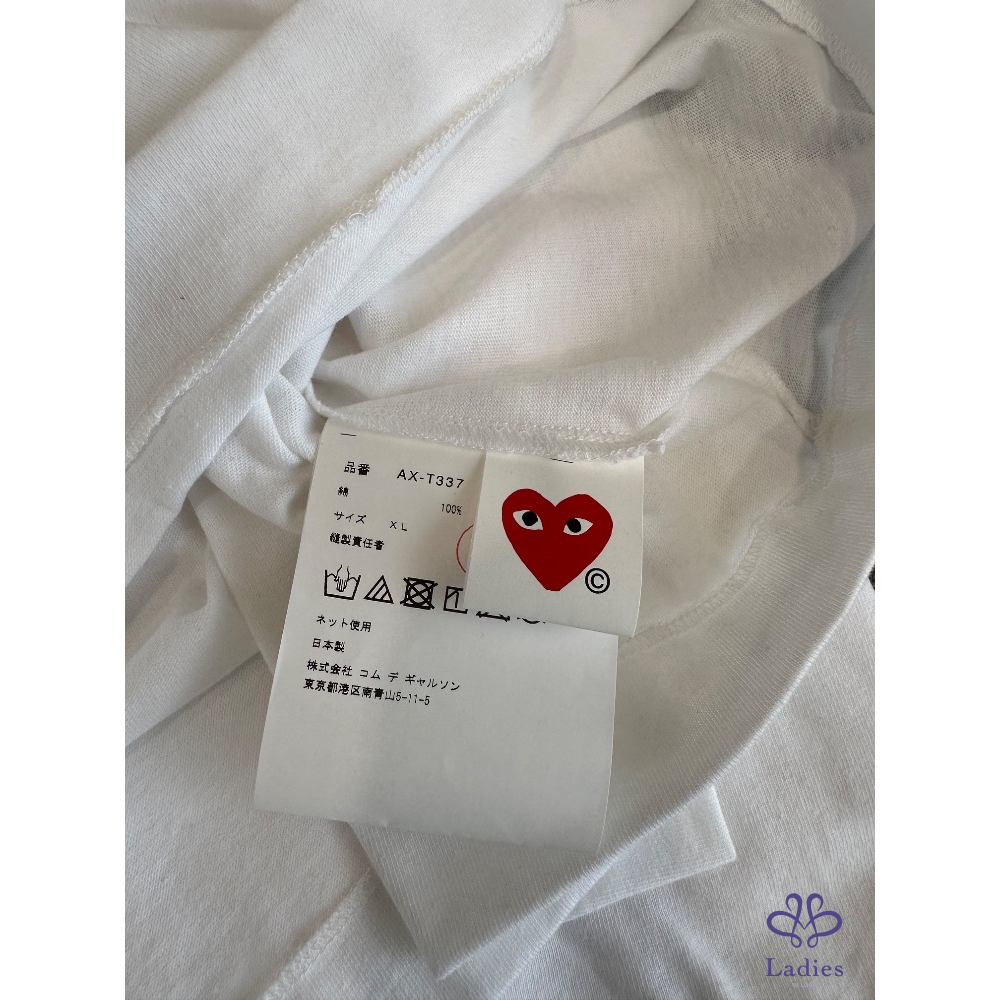 品番 AX-T337
綿 100%
サイズ XL
縫製責任者
ネット使用
日本製
株式会社 コム デ ギャルソン
東京都港区南青山5-11-5
©
Ladies